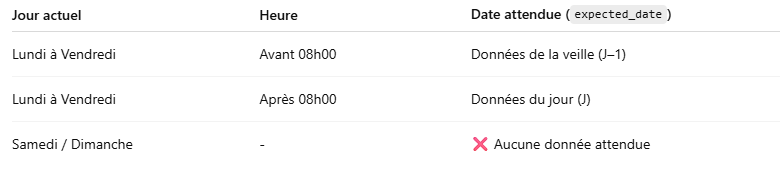 Jour actuel Heure Date attendue (expected_date)
Lundi à Vendredi Avant 08h00 Données de la veille (J–1)
Lundi à Vendredi Après 08h00 Données du jour (J)
Samedi / Dimanche - ❌ Aucune donnée attendue